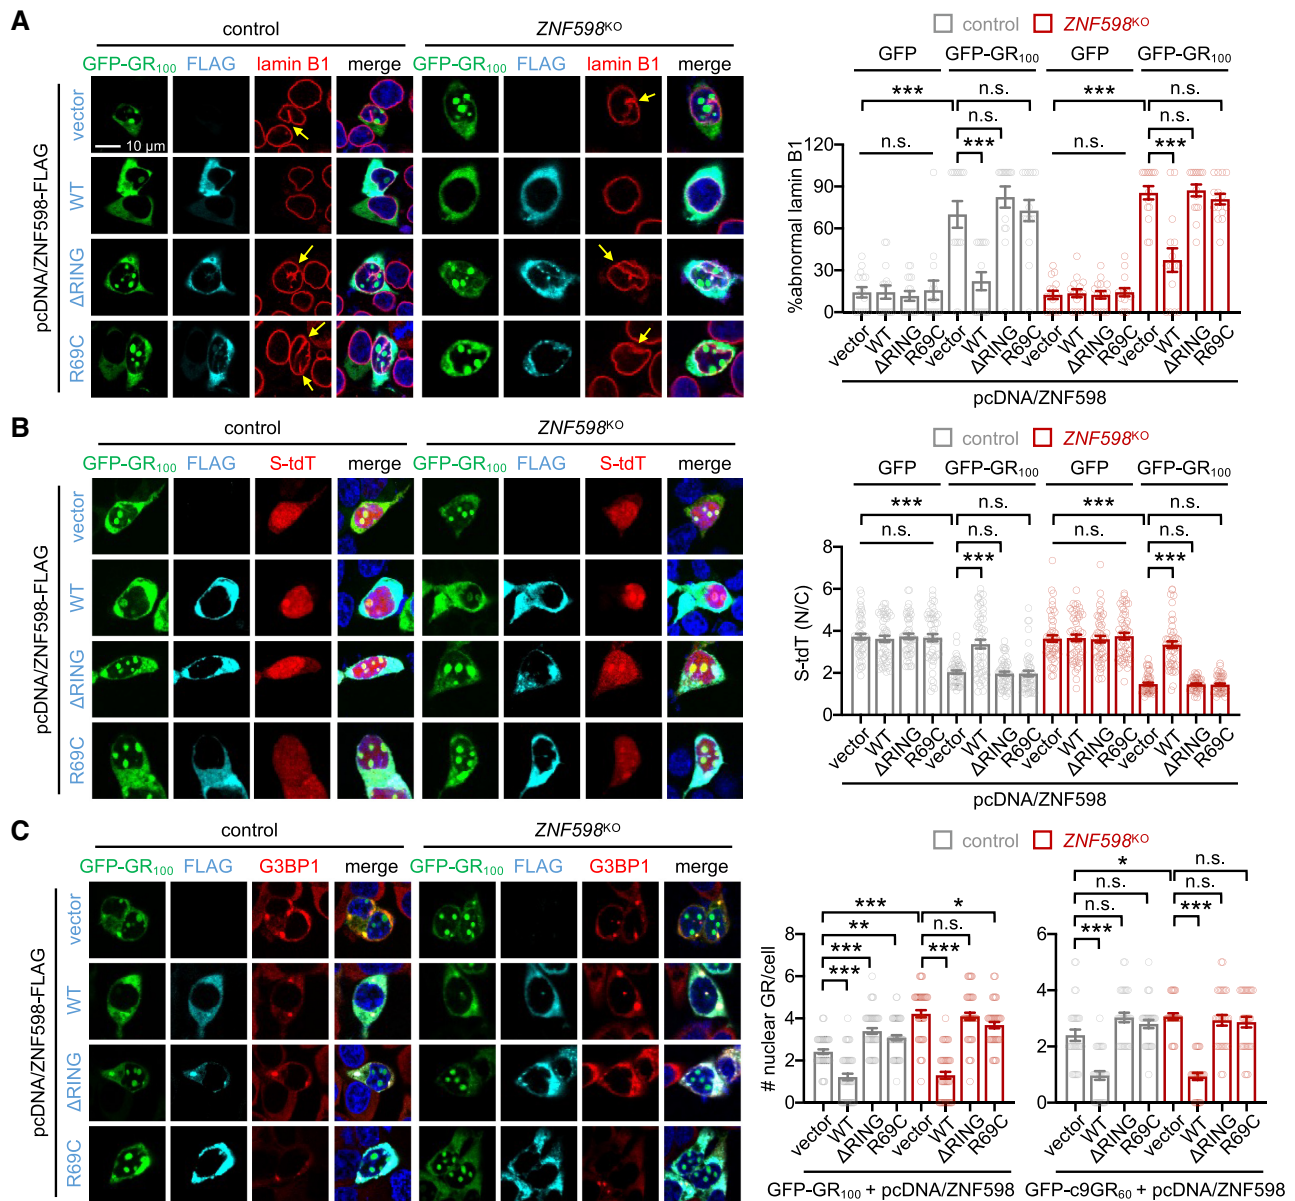 A
control
ZNF598KO
GFP-GR100 FLAG lamin B1 merge GFP-GR100 FLAG lamin B1 merge
pcDNA/ZNF598-FLAG
vector
10 µm
WT
ΔRING
R69C
control ZNF598KO
GFP GFP-GR100 GFP GFP-GR100
n.s. n.s.
*** ***
n.s. n.s.
n.s. *** n.s. ***
%abnormal lamin B1
120
90
60
30
0
vector WT ΔRING R69C vector WT ΔRING R69C vector WT ΔRING R69C vector WT ΔRING R69C
pcDNA/ZNF598
B
control
ZNF598KO
GFP-GR100 FLAG S-tdT merge GFP-GR100 FLAG S-tdT merge
pcDNA/ZNF598-FLAG
vector
WT
ΔRING
R69C
control ZNF598KO
GFP GFP-GR100 GFP GFP-GR100
*** n.s. *** n.s.
n.s. n.s. n.s. n.s.
*** ***
S-tdT (N/C)
8
6
4
2
0
vector WT ΔRING R69C vector WT ΔRING R69C vector WT ΔRING R69C vector WT ΔRING R69C
pcDNA/ZNF598
C
control
ZNF598KO
GFP-GR100 FLAG G3BP1 merge GFP-GR100 FLAG G3BP1 merge
pcDNA/ZNF598-FLAG
vector
WT
ΔRING
R69C
control ZNF598KO
*** *
** n.s.
*** ***
***
# nuclear GR/cell
8
6
4
2
0
vector WT ΔRING R69C vector WT ΔRING R69C
GFP-GR100 + pcDNA/ZNF598
* n.s.
n.s. n.s.
n.s. ***
***
6
4
2
0
vector WT ΔRING R69C vector WT ΔRING R69C
GFP-c9GR60 + pcDNA/ZNF598